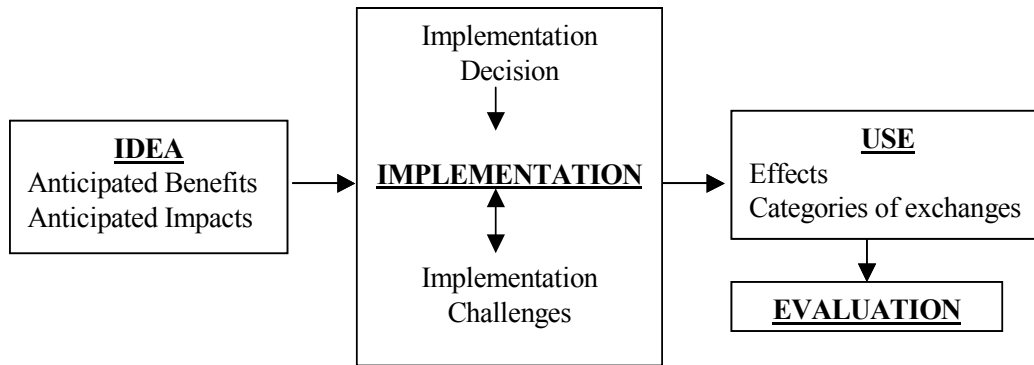 IDEA
Anticipated Benefits
Anticipated Impacts
Implementation
Decision
IMPLEMENTATION
Implementation
Challenges
USE
Effects
Categories of exchanges
EVALUATION